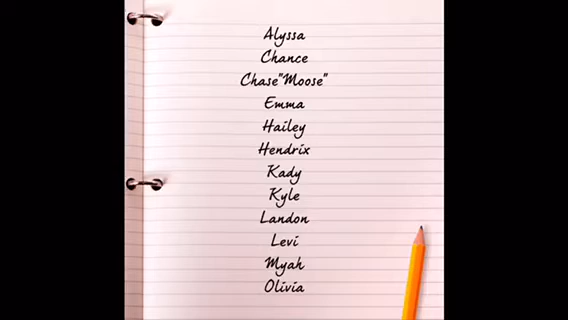 Alyssa
Chance
Chase"Moose"
Emma
Hailey
Hendrix
Kady
Kyle
Landon
Levi
Myah
Olivia